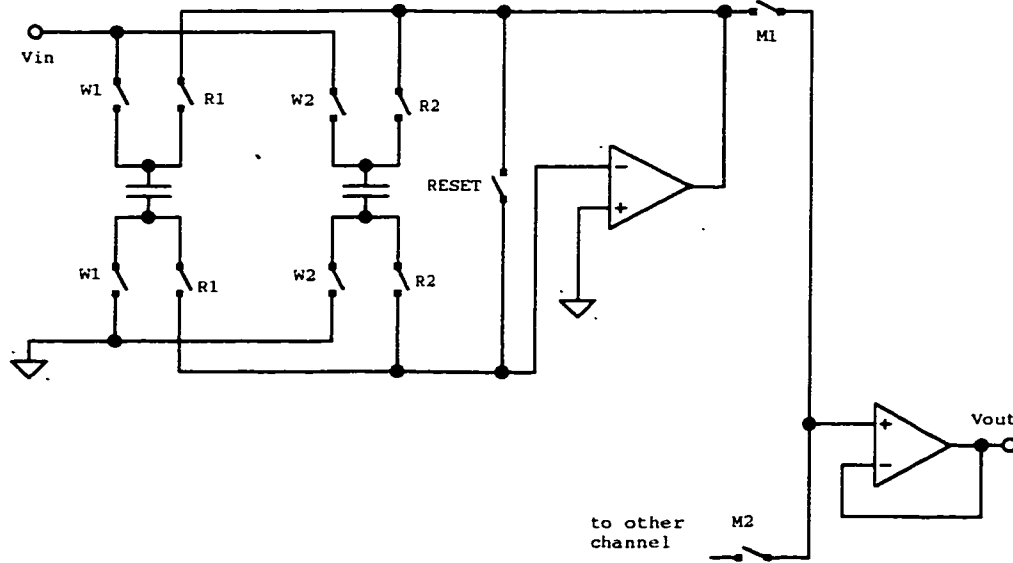 M1
Vin
W1
R1
W2
R2
RESET
-
+
W1
R1
W2
R2
Vout
+
-
to other
channel
M2